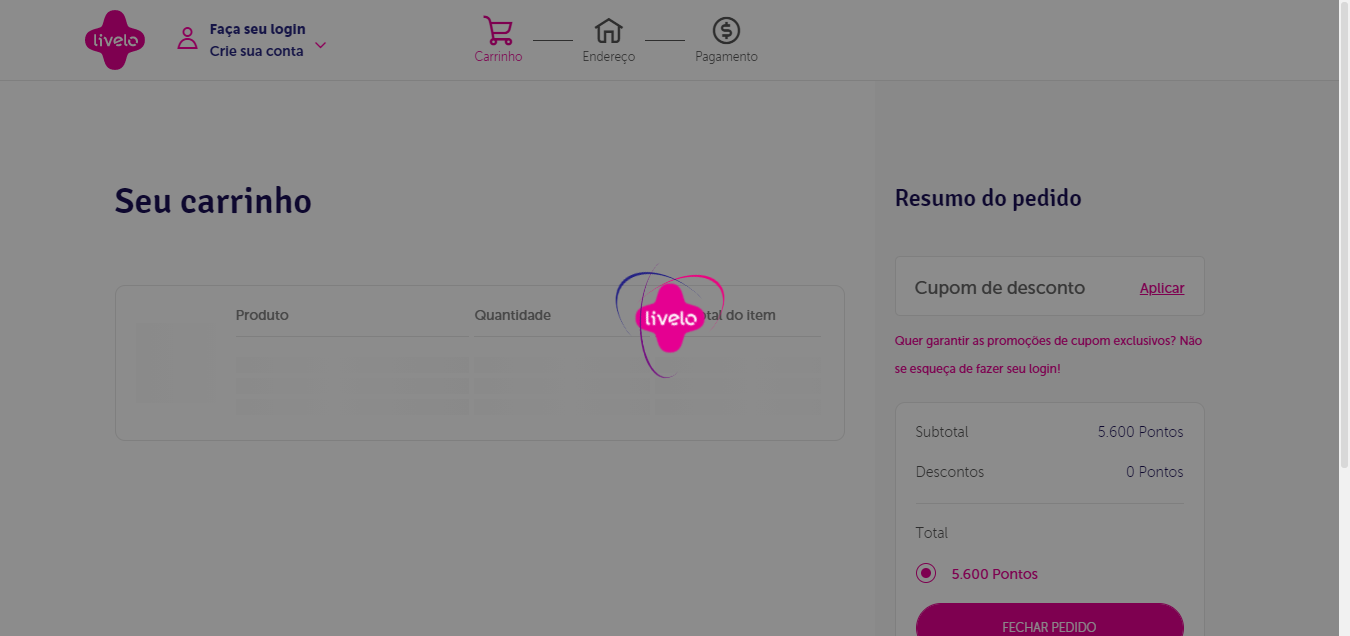 livelo
Faça seu login
Crie sua conta
Carrinho
Endereço
Pagamento
Seu carrinho
Produto
Quantidade
livelo
tal do item
Resumo do pedido
Cupom de desconto
Aplicar
Quer garantir as promoções de cupom exclusivos? Não
se esqueça de fazer seu login!
Subtotal
5.600 Pontos
Descontos
0 Pontos
Total
5.600 Pontos
FECHAR PEDIDO